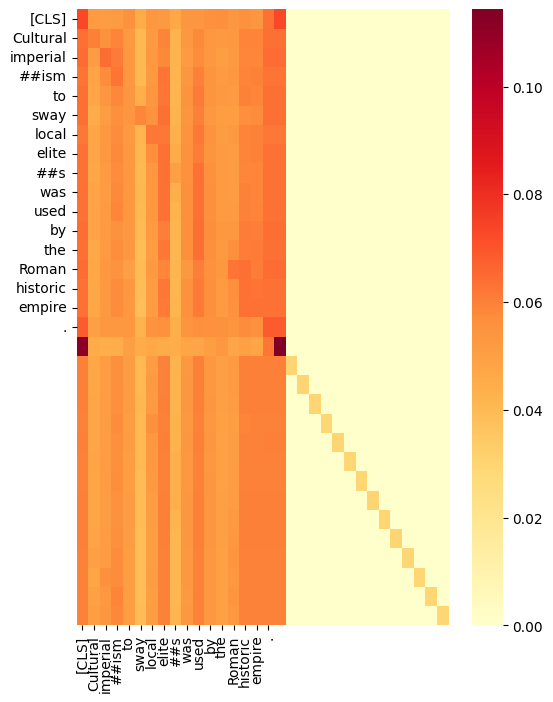 [CLS]
Cultural
imperial
##ism
to
sway
local
elite
##s
was
used
by
the
Roman
historic
empire
.
0.10
0.08
0.06
0.04
0.02
0.00
[CLS]
Cultural
imperial
##ism
to
sway
local
elite
##s
was
used
by
the
Roman
historic
empire
.